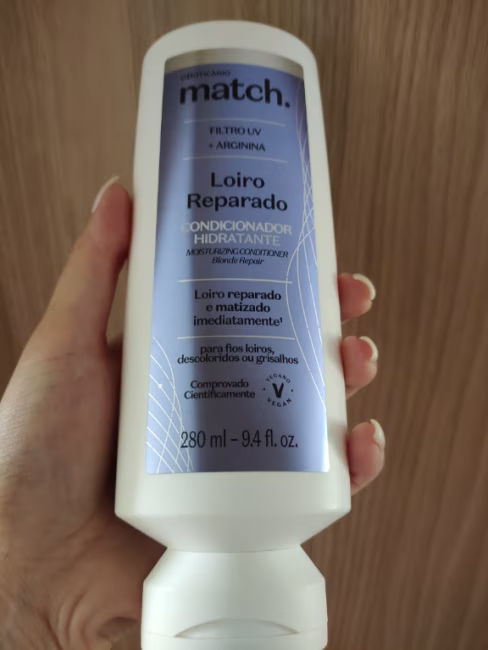 O BOTICÁRIO
match.
FILTRO UV
+ ARGININA
Loiro
Reparado
CONDICIONADOR
HIDRATANTE
MOISTURIZING CONDITIONER
Blonde Repair
Loiro reparado
e matizado
imediatamente¹
para fios loiros,
descoloridos ou grisalhos
Comprovado
Cientificamente
VEGANO
V
VEGAN
280 ml – 9.4 fl. oz.